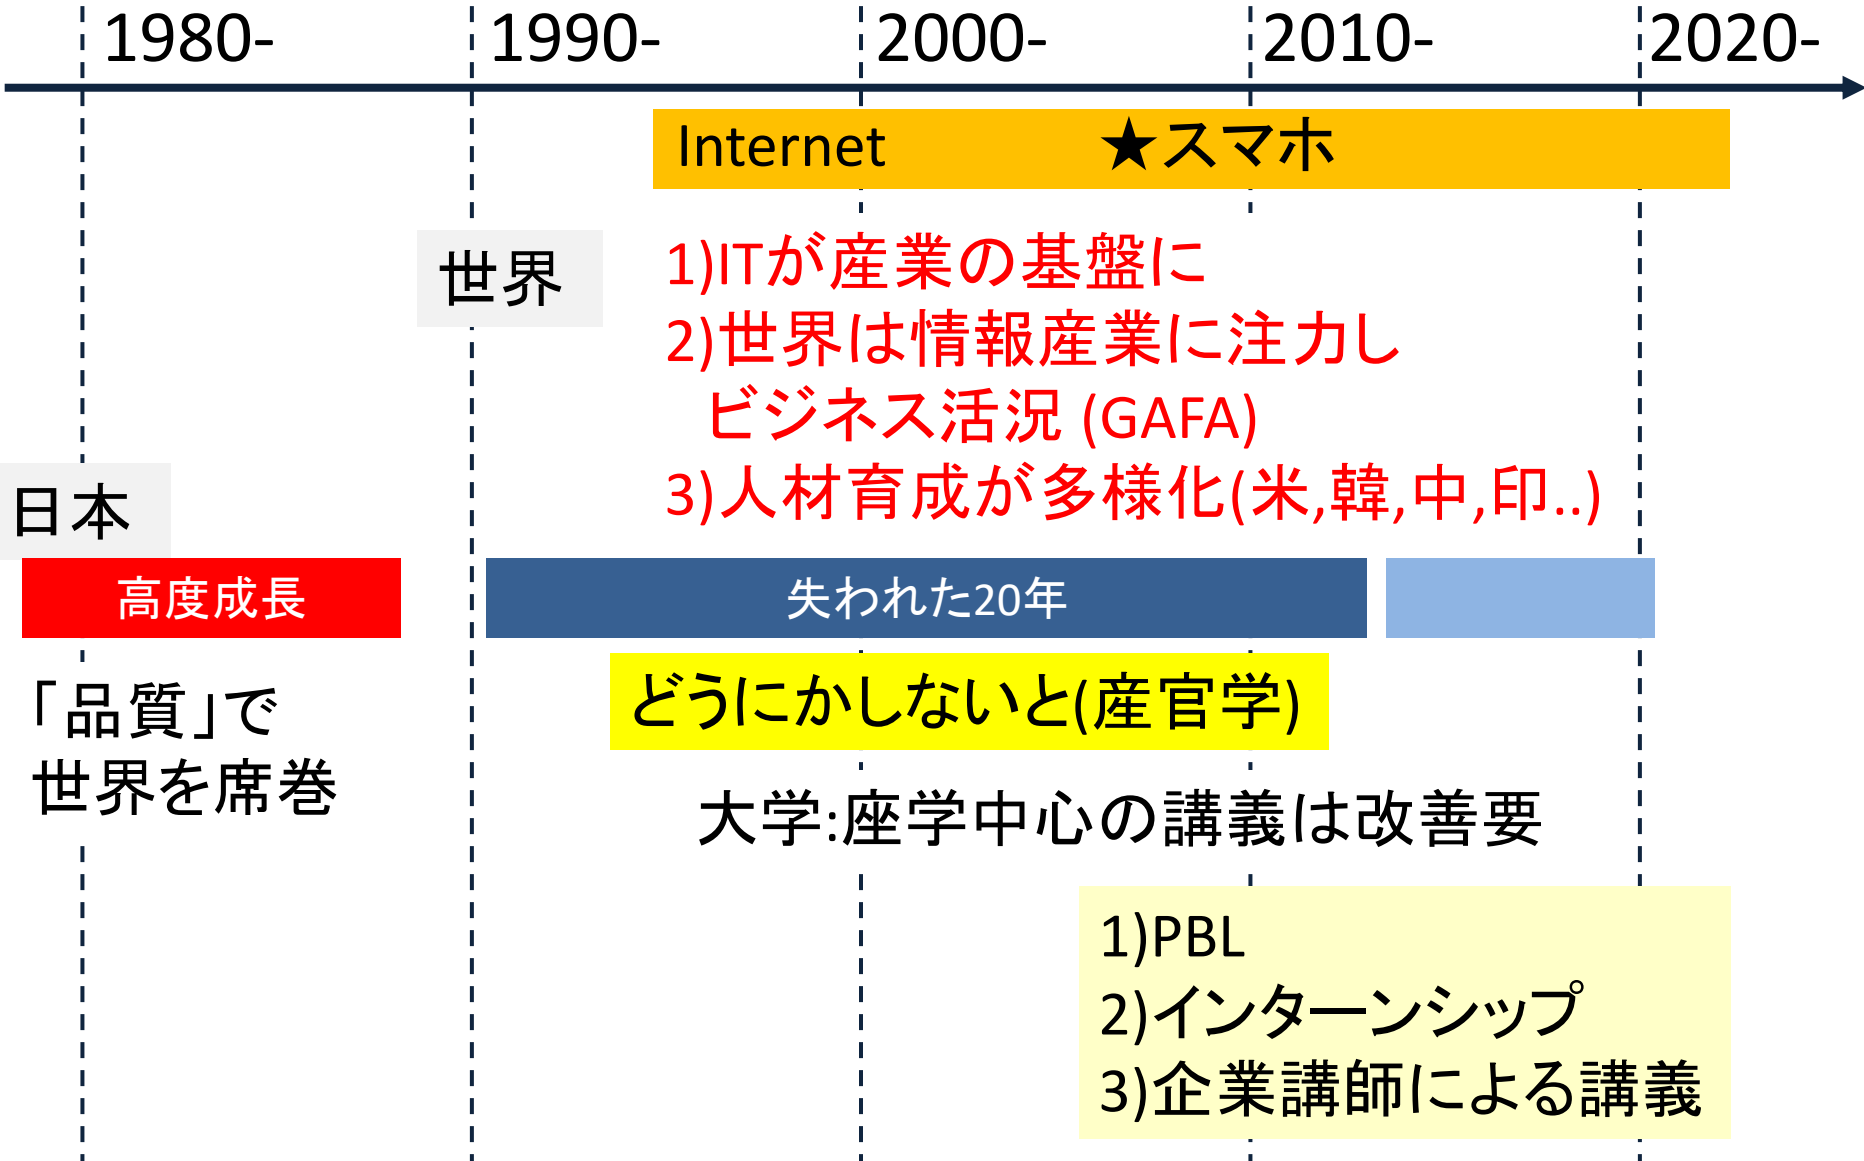 1980-
1990-
2000-
2010-
2020-
Internet
★スマホ
世界
1)ITが産業の基盤に
2)世界は情報産業に注力し
ビジネス活況 (GAFA)
3)人材育成が多様化(米,韓,中,印..)
日本
高度成長
失われた20年
「品質」で
世界を席巻
どうにかしないと(産官学)
大学:座学中心の講義は改善要
1)PBL
2)インターンシップ
3)企業講師による講義